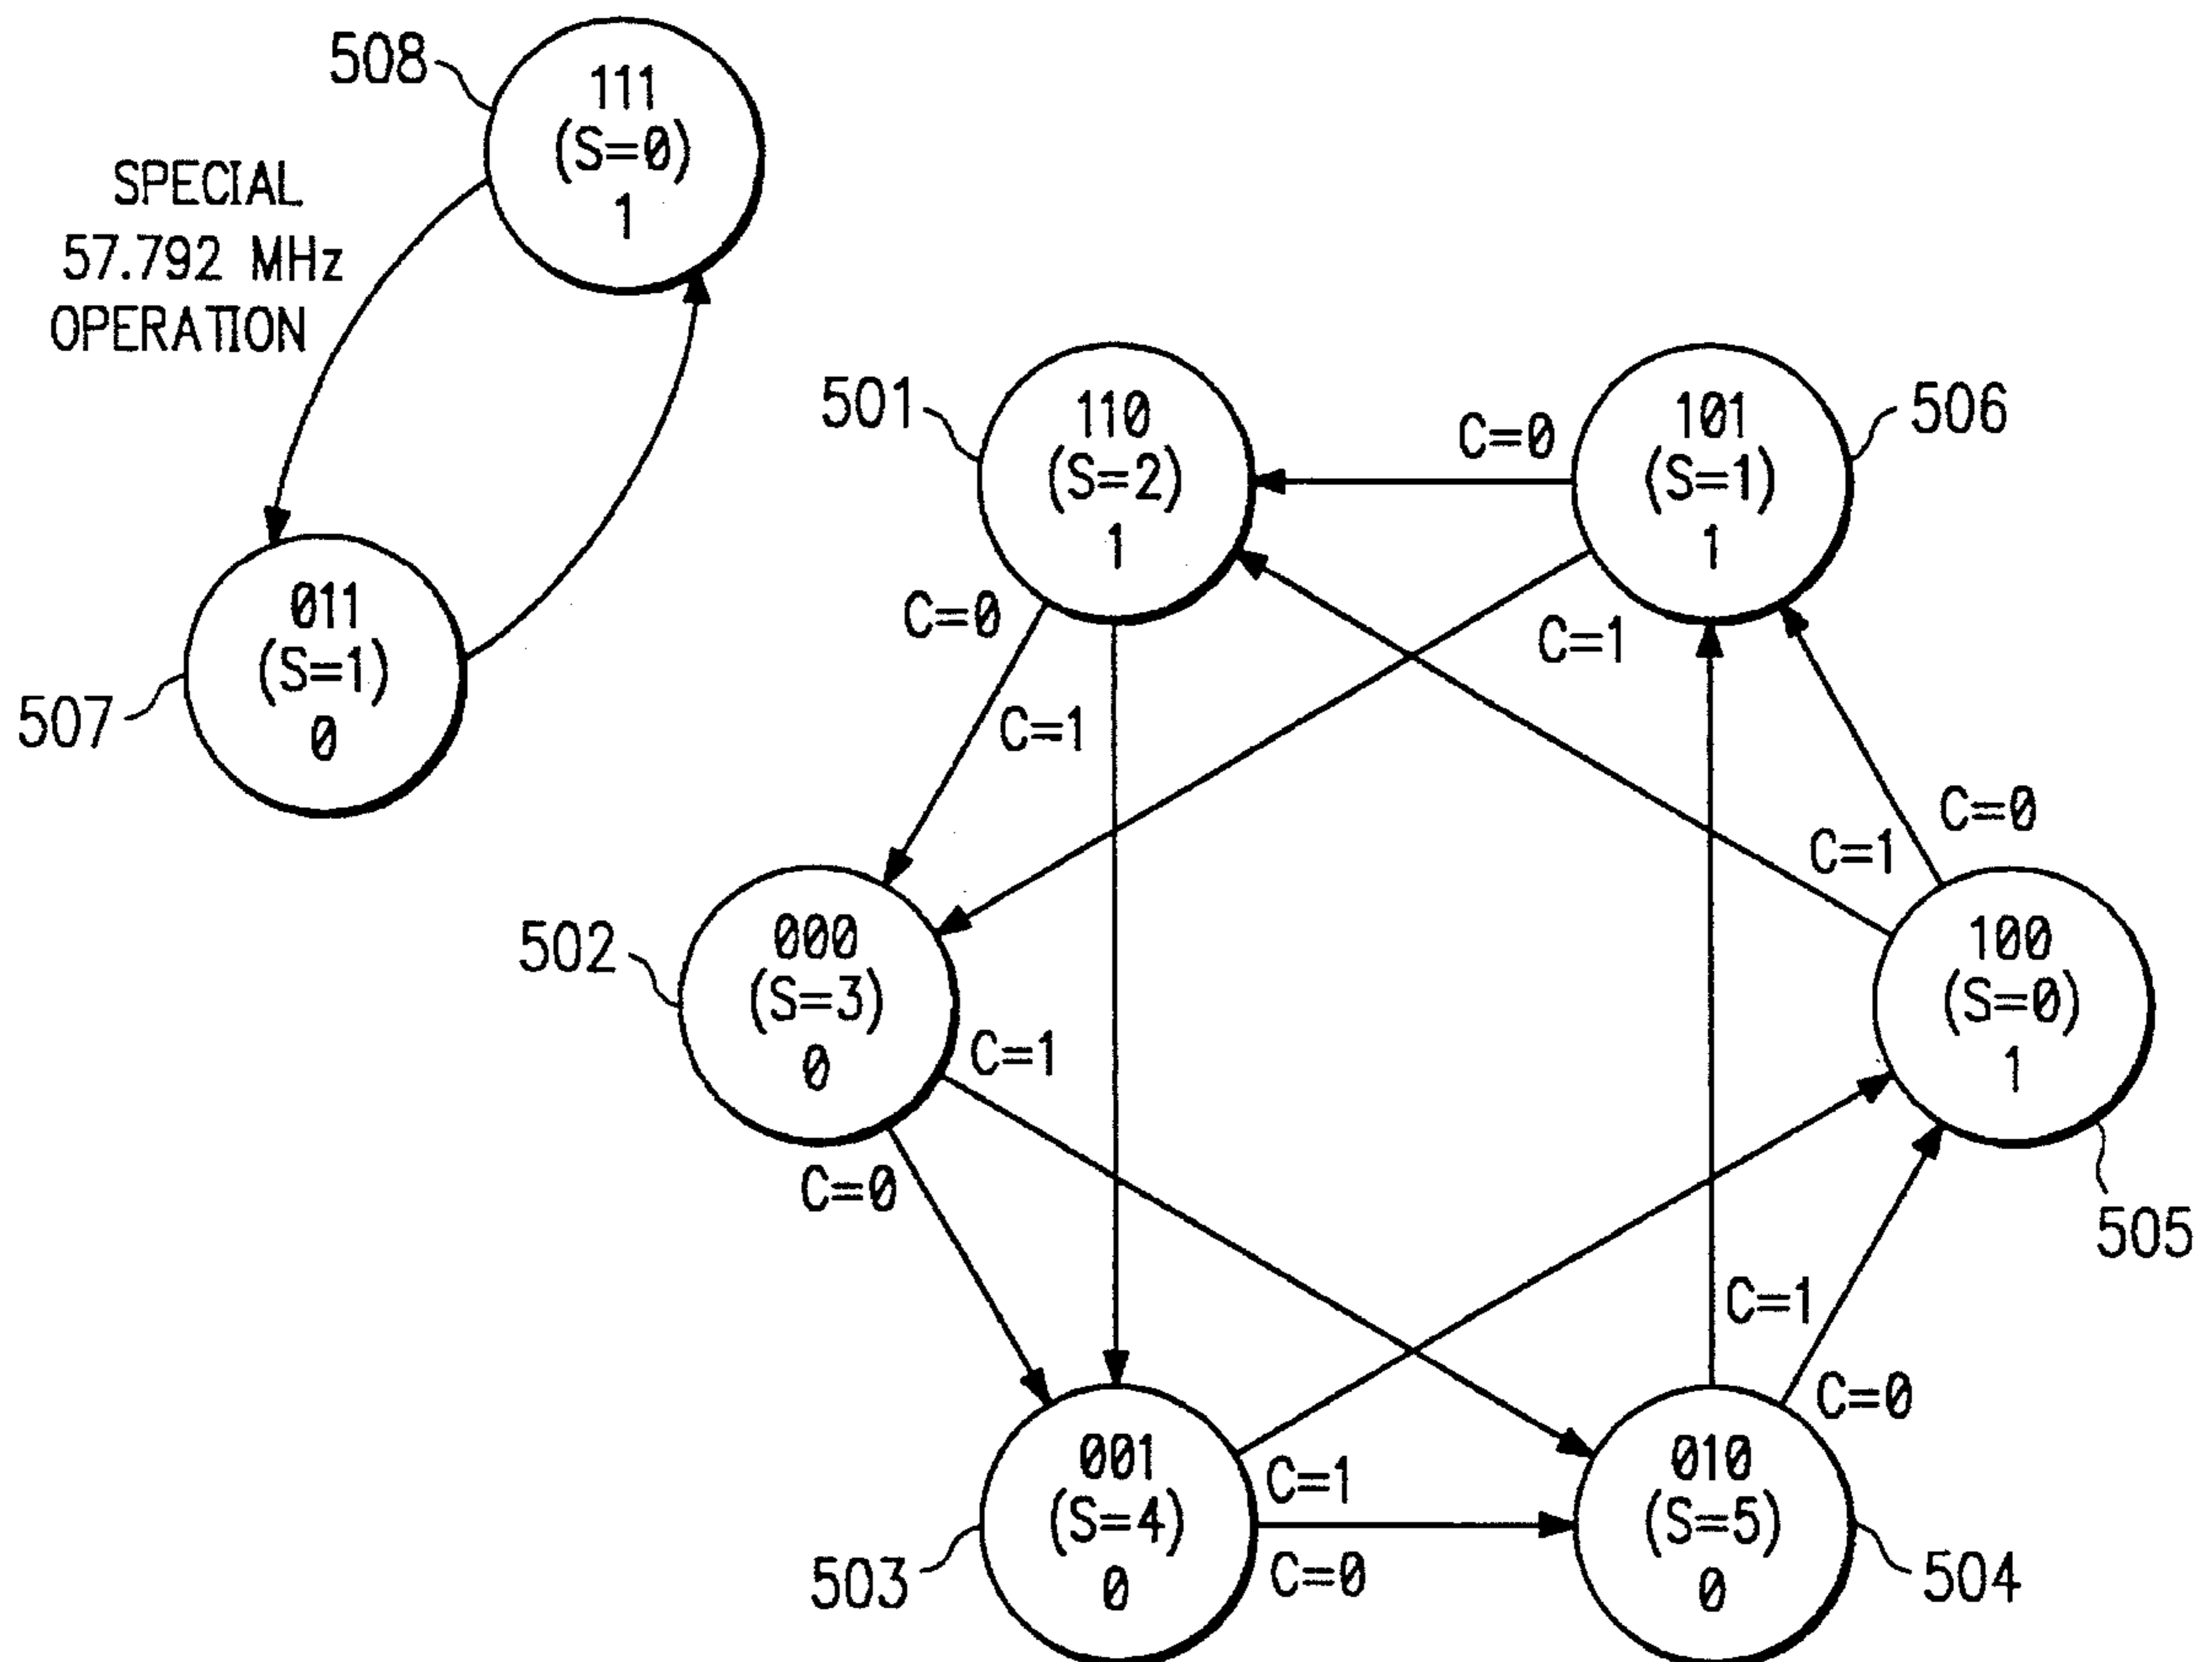 508
111
(S=0)
1
SPECIAL
57.792 MHz
OPERATION
507
011
(S=1)
0
501
110
(S=2)
1
C=0
101
(S=1)
1
506
C=0
C=1
C=1
502
000
(S=3)
0
C=1
C=0
C=0
C=1
100
(S=0)
1
505
503
001
(S=4)
0
C=1
C=0
010
(S=5)
0
504
C=1
C=0